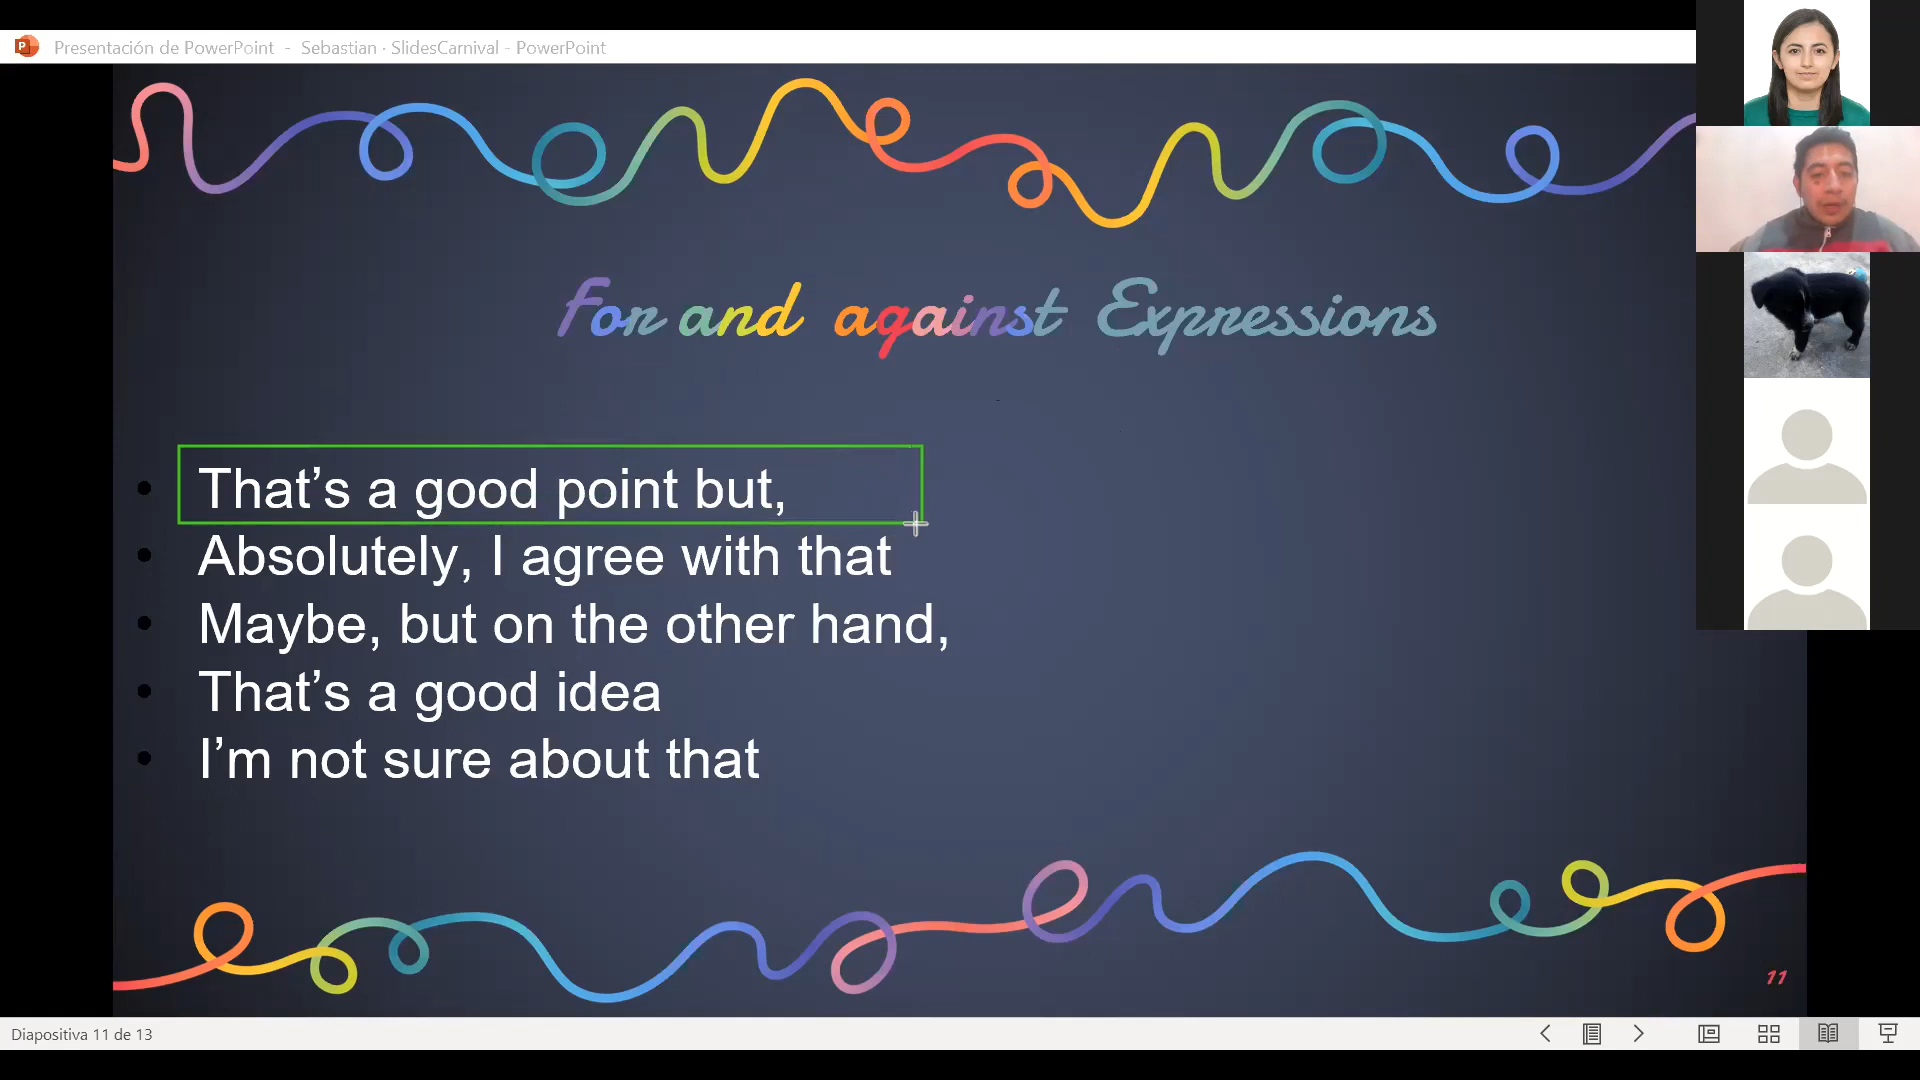 Presentación de PowerPoint - Sebastian · SlidesCarnival - PowerPoint
For and against Expressions
• That’s a good point but,
• Absolutely, I agree with that
• Maybe, but on the other hand,
• That’s a good idea
• I’m not sure about that
11
Diapositiva 11 de 13